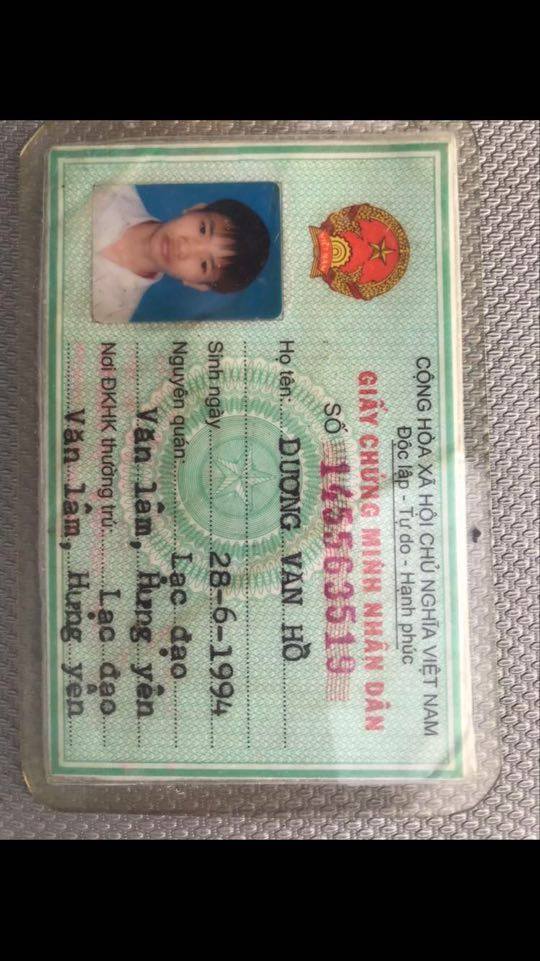 CỘNG HÒA XÃ HỘI CHỦ NGHĨA VIỆT NAM
Độc lập - Tự do - Hạnh phúc
GIẤY CHỨNG MINH NHÂN DÂN
SỐ
Họ tên: DƯƠNG VĂN HỒ
Sinh ngày 28-6-1994
Nguyên quán: Lạc đạo
Văn lâm, Hưng yên
Nơi ĐKHK thường trú: Lạc đạo
Văn lâm, Hưng yên
VIỆT NAM